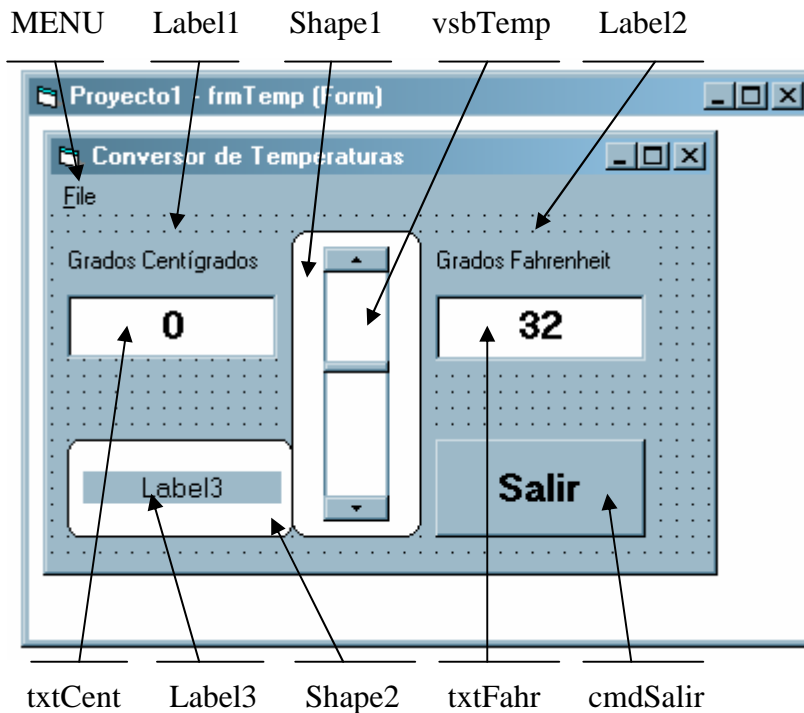 MENU Label1 Shape1 vsbTemp Label2
Proyecto1 - frmTemp (Form)
Conversor de Temperaturas
File
Grados Centígrados Grados Fahrenheit
0 32
Label3 Salir
txtCent Label3 Shape2 txtFahr cmdSalir